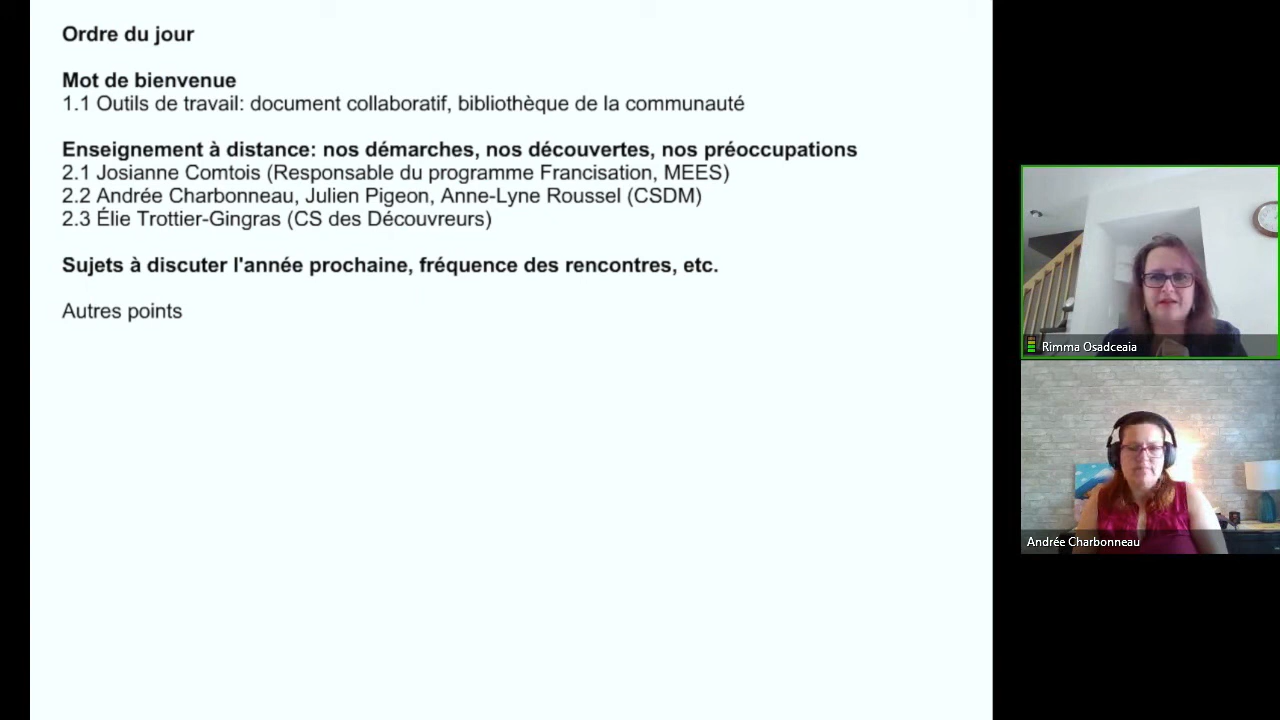 Ordre du jour
Mot de bienvenue
1.1 Outils de travail: document collaboratif, bibliothèque de la communauté
Enseignement à distance: nos démarches, nos découvertes, nos préoccupations
2.1 Josianne Comtois (Responsable du programme Francisation, MEES)
2.2 Andrée Charbonneau, Julien Pigeon, Anne-Lyne Roussel (CSDM)
2.3 Élie Trottier-Gingras (CS des Découvreurs)
Sujets à discuter l'année prochaine, fréquence des rencontres, etc.
Autres points
Rimma Osadceaia
Andrée Charbonneau